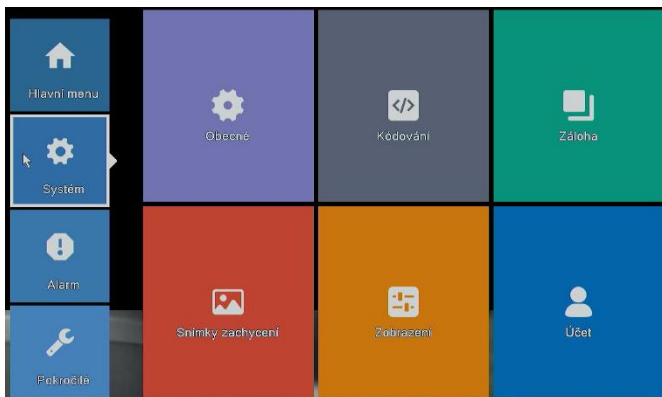 Hlavní menu
Systém
Alarm
Pokročilé
Obecné
Kódování
Záloha
Snímky zachycení
Zobrazení
Účet